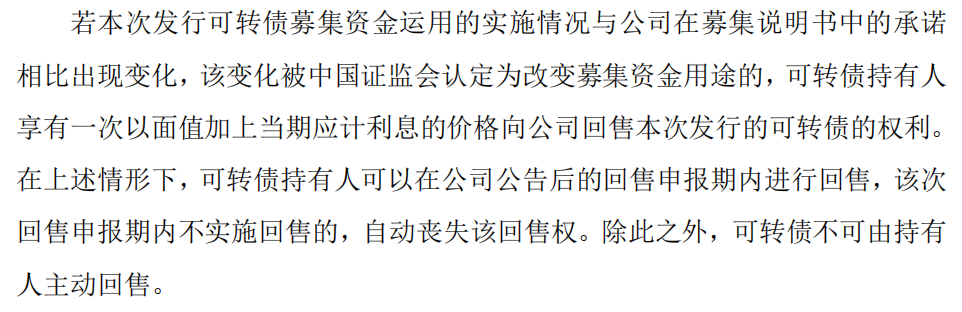 若本次发行可转债募集资金运用的实施情况与公司在募集说明书中的承诺
相比出现变化，该变化被中国证监会认定为改变募集资金用途的，可转债持有人
享有一次以面值加上当期应计利息的价格向公司回售本次发行的可转债的权利。
在上述情形下，可转债持有人可以在公司公告后的回售申报期内进行回售，该次
回售申报期内不实施回售的，自动丧失该回售权。除此之外，可转债不可由持有
人主动回售。